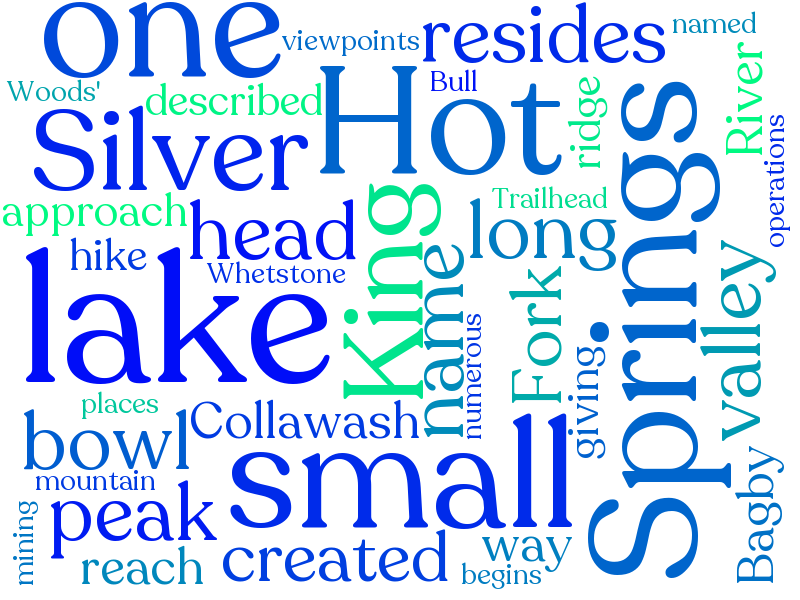 one
viewpoints
resides
named
Woods'
described
Silver
Hot
Bull
ridge
Springs
River
operations
approach
head
King
Trailhead
long
hike
Whetstone
lake
name
numerous
Fork
giving
valley
places
Collawash
bowl
small
mountain
peak
mining
reach
created
way
begins
Bagby